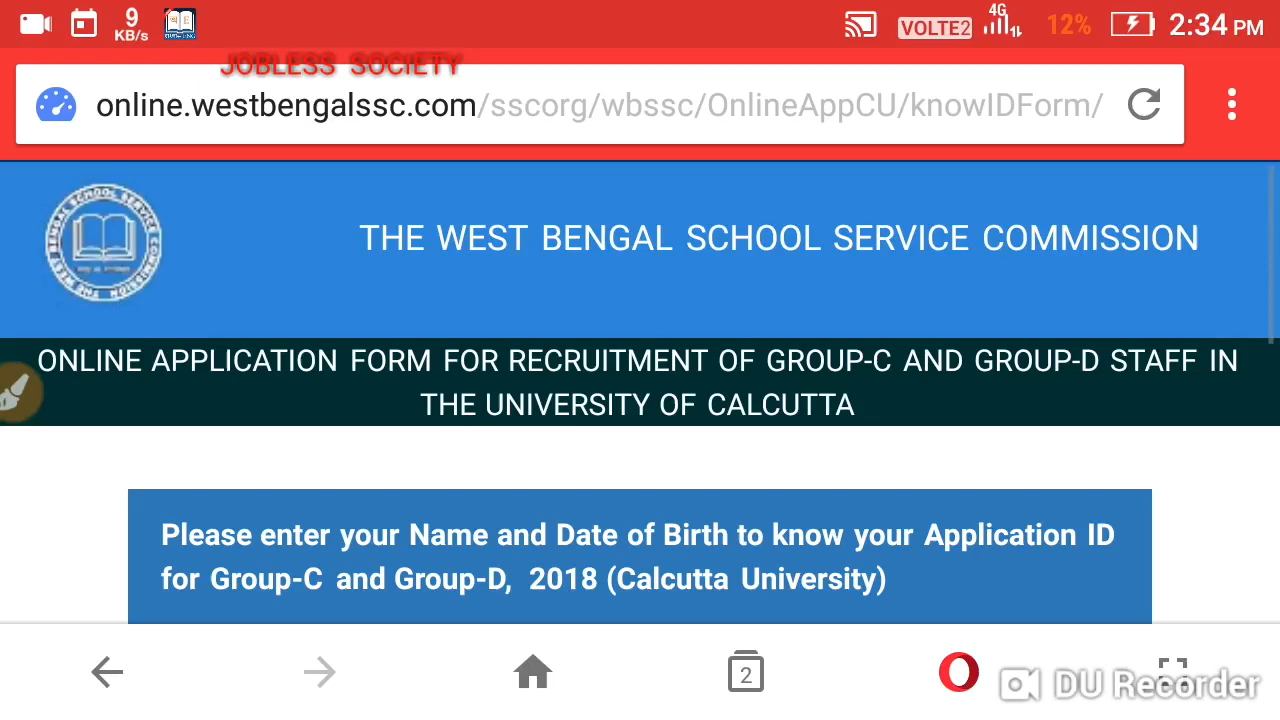 9
KB/s
4G
VOLTE2
12%
2:34 PM
JOBLESS SOCIETY
online.westbengalssc.com/sscorg/wbssc/OnlineAppCU/knowIDForm/
THE WEST BENGAL SCHOOL SERVICE COMMISSION
ONLINE APPLICATION FORM FOR RECRUITMENT OF GROUP-C AND GROUP-D STAFF IN
THE UNIVERSITY OF CALCUTTA
Please enter your Name and Date of Birth to know your Application ID
for Group-C and Group-D, 2018 (Calcutta University)
2
DU Recorder